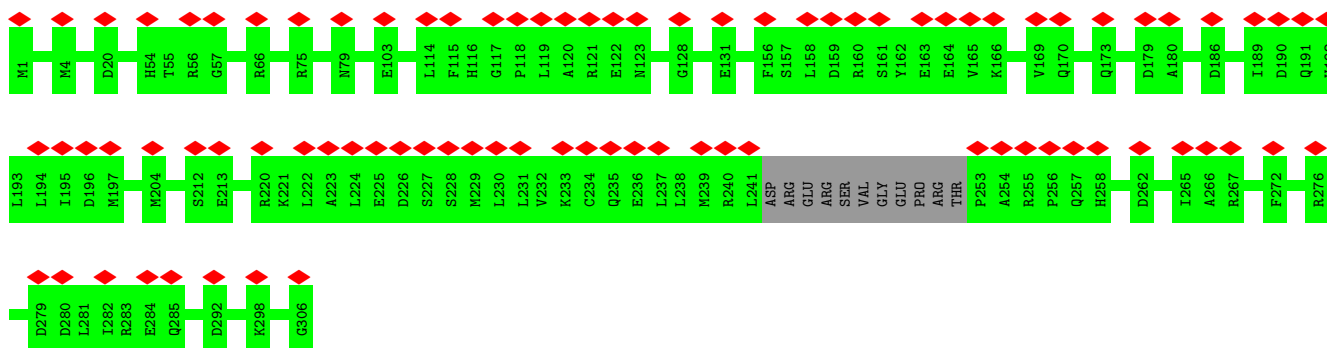 M1 M4 D20 H54 T55 R56 G57 R66 R75 N79 E103 L114 F115 H116 G117 P118 L119 A120 R121 E122 N123 G128 E131 F156 S157 L158 D159 R160 S161 Y162 E163 E164 V165 K166 V169 Q170 Q173 D179 A180 D186 I189 D190 Q191
L193 L194 I195 D196 M197 M204 S212 E213 R220 K221 L222 A223 L224 E225 D226 S227 S228 M229 L230 L231 V232 K233 C234 Q235 E236 L237 L238 M239 R240 L241 ASP ARG GLU ARG SER VAL GLY GLU PRO ARG THR P253 A254 R255 P256 Q257 H258 D262 I265 A266 R267 F272 R276
D279 D280 L281 I282 R283 E284 Q285 D292 K298 G306